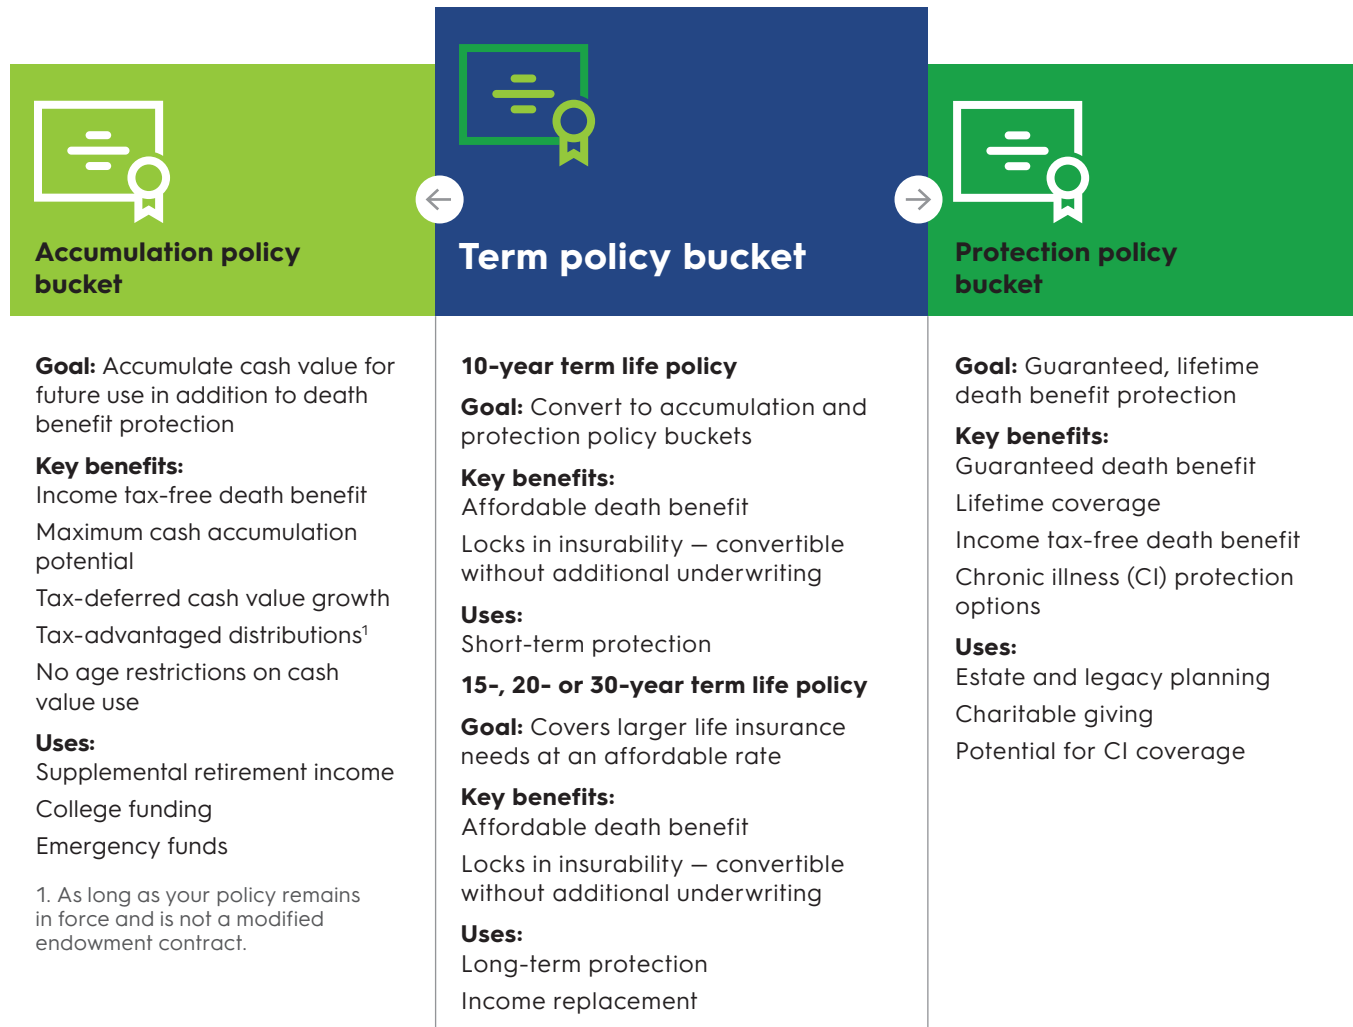 Accumulation policy
bucket
Goal: Accumulate cash value for
future use in addition to death
benefit protection
Key benefits:
Income tax-free death benefit
Maximum cash accumulation
potential
Tax-deferred cash value growth
Tax-advantaged distributions¹
No age restrictions on cash
value use
Uses:
Supplemental retirement income
College funding
Emergency funds
1. As long as your policy remains
in force and is not a modified
endowment contract.
Term policy bucket
10-year term life policy
Goal: Convert to accumulation and
protection policy buckets
Key benefits:
Affordable death benefit
Locks in insurability – convertible
without additional underwriting
Uses:
Short-term protection
15-, 20- or 30-year term life policy
Goal: Covers larger life insurance
needs at an affordable rate
Key benefits:
Affordable death benefit
Locks in insurability – convertible
without additional underwriting
Uses:
Long-term protection
Income replacement
Protection policy
bucket
Goal: Guaranteed, lifetime
death benefit protection
Key benefits:
Guaranteed death benefit
Lifetime coverage
Income tax-free death benefit
Chronic illness (CI) protection
options
Uses:
Estate and legacy planning
Charitable giving
Potential for CI coverage